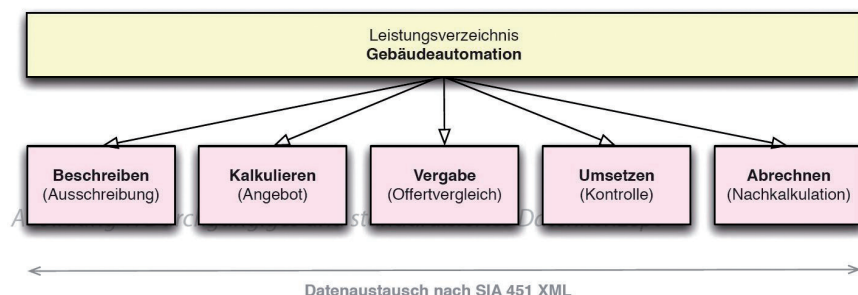 Leistungsverzeichnis
Gebäudeautomation
Beschreiben
(Ausschreibung)
Kalkulieren
(Angebot)
Vergabe
(Offertvergleich)
Umsetzen
(Kontrolle)
Abrechnen
(Nachkalkulation)
Datenaustausch nach SIA 451 XML